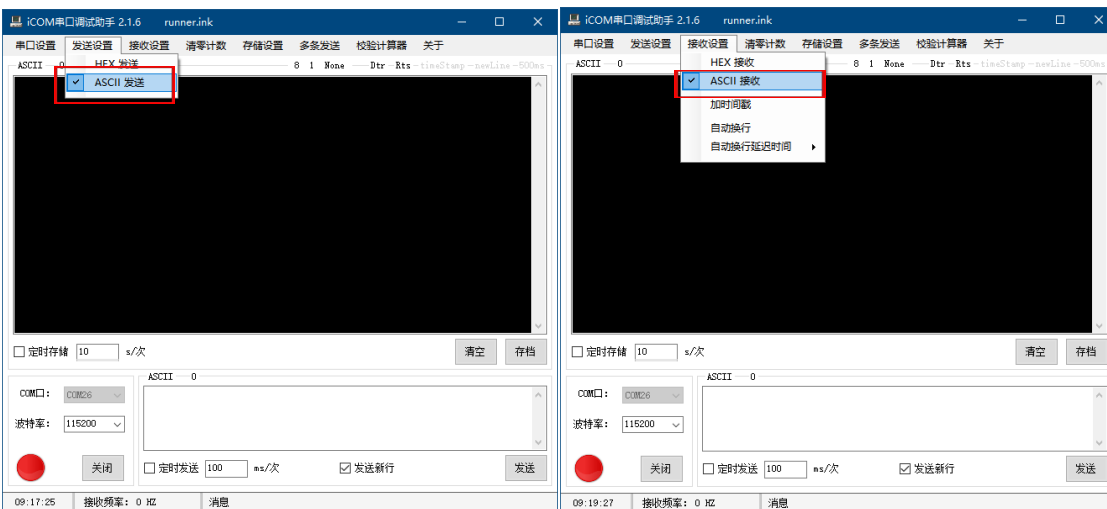 iCOM串口调试助手 2.1.6 runner.ink
串口设置 发送设置 接收设置 清零计数 存储设置 多条发送 校验计算器 关于
ASCII 0 8 1 None Dtr Rts timeStamp newLine 500ms
HEX 发送
ASCII 发送
定时存储 10 s/次 清空 存档
ASCII 0
COM口: COM26
波特率: 115200
关闭 定时发送 100 ms/次 发送新行 发送
09:17:25 接收频率: 0 HZ 消息
iCOM串口调试助手 2.1.6 runner.ink
串口设置 发送设置 接收设置 清零计数 存储设置 多条发送 校验计算器 关于
ASCII 0 8 1 None Dtr Rts timeStamp newLine 500ms
HEX 接收
ASCII 接收
加时间戳
自动换行
自动换行延迟时间
定时存储 10 s/次 清空 存档
ASCII 0
COM口: COM26
波特率: 115200
关闭 定时发送 100 ms/次 发送新行 发送
09:19:27 接收频率: 0 HZ 消息